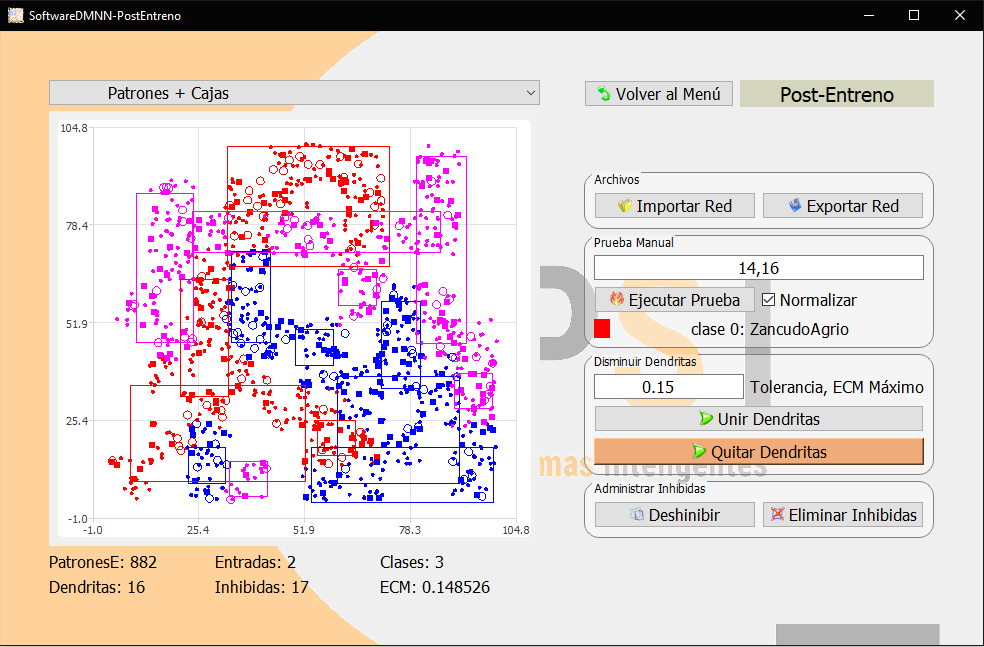 SoftwareDMNN-PostEntreno
Patrones + Cajas
Volver al Menú
Post-Entreno
104.8
78.4
51.9
25.4
-1.0
-1.0 25.4 51.9 78.3 104.8
Archivos
Importar Red
Exportar Red
Prueba Manual
14,16
Ejecutar Prueba
Normalizar
clase 0: ZancudoAgrio
Disminuir Dendritas
0.15
Tolerancia, ECM Máximo
Unir Dendritas
Quitar Dendritas
mas Inteligentes
Administrar Inhibidas
Deshinibir
Eliminar Inhibidas
PatronesE: 882 Entradas: 2 Clases: 3
Dendritas: 16 Inhibidas: 17 ECM: 0.148526